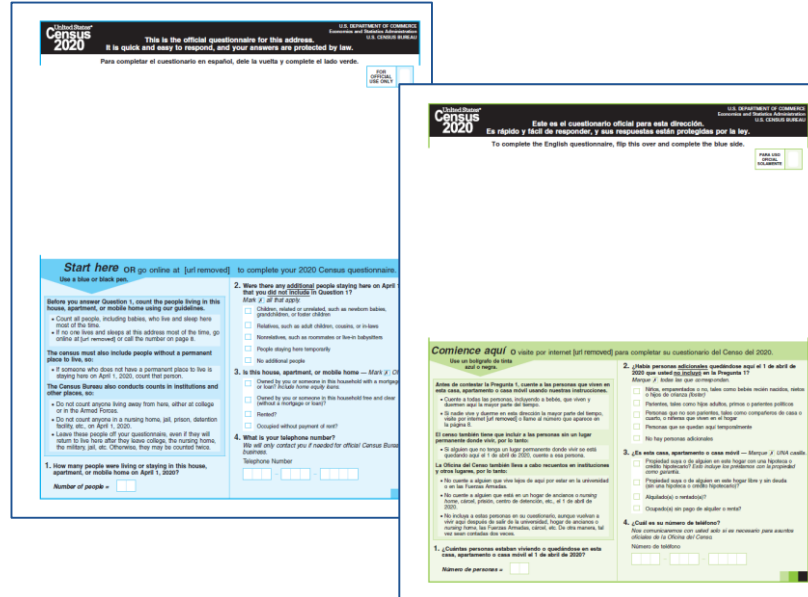 United States®
Census
2020
This is the official questionnaire for this address.
It is quick and easy to respond, and your answers are protected by law.
U.S. DEPARTMENT OF COMMERCE
Economics and Statistics Administration
U.S. CENSUS BUREAU
Para completar el cuestionario en español, dele la vuelta y complete el lado verde.
FOR
OFFICIAL
USE ONLY
Start here OR go online at [url removed] to complete your 2020 Census questionnaire.
Use a blue or black pen.
Before you answer Question 1, count the people living in this
house, apartment, or mobile home using our guidelines.
• Count all people, including babies, who live and sleep here
most of the time.
• If no one lives and sleeps at this address most of the time, go
online at [url removed] or call the number on page 8.
The census must also include people without a permanent
place to live, so:
• If someone who does not have a permanent place to live is
staying here on April 1, 2020, count that person.
The Census Bureau also conducts counts in institutions and
other places, so:
• Do not count anyone living away from here, either at college
or in the Armed Forces.
• Do not count anyone in a nursing home, jail, prison, detention
facility, etc., on April 1, 2020.
• Leave these people off your questionnaire, even if they will
return to live here after they leave college, the nursing home,
the military, jail, etc. Otherwise, they may be counted twice.
1. How many people were living or staying in this house,
apartment, or mobile home on April 1, 2020?
Number of people =
2. Were there any additional people staying here on April 1
that you did not include in Question 1?
Mark X all that apply.
Children, related or unrelated, such as newborn babies,
grandchildren, or foster children
Relatives, such as adult children, cousins, or in-laws
Nonrelatives, such as roommates or live-in babysitters
People staying here temporarily
No additional people
3. Is this house, apartment, or mobile home — Mark X O
Owned by you or someone in this household with a mortgage
or loan? Include home equity loans.
Owned by you or someone in this household free and clear
(without a mortgage or loan)?
Rented?
Occupied without payment of rent?
4. What is your telephone number?
We will only contact you if needed for official Census Bureau
business.
Telephone Number
United States®
Census
2020
Este es el cuestionario oficial para esta dirección.
Es rápido y fácil de responder, y sus respuestas están protegidas por la ley.
U.S. DEPARTMENT OF COMMERCE
Economics and Statistics Administration
U.S. CENSUS BUREAU
To complete the English questionnaire, flip this over and complete the blue side.
PARA USO
OFICIAL
SOLAMENTE
Comience aquí O visite por internet [url removed] para completar su cuestionario del Censo del 2020.
Use un bolígrafo de tinta
azul o negra.
Antes de contestar la Pregunta 1, cuente a las personas que viven en
esta casa, apartamento o casa móvil usando nuestras instrucciones.
• Cuente a todas las personas, incluyendo a bebés, que viven y
duermen aquí la mayor parte del tiempo.
• Si nadie vive y duerme en esta dirección la mayor parte del tiempo,
visite por internet [url removed] o llame al número que aparece en
la página 8.
El censo también tiene que incluir a las personas sin un lugar
permanente donde vivir, por lo tanto:
• Si alguien que no tenga un lugar permanente donde vivir se está
quedando aquí el 1 de abril de 2020, cuente a esa persona.
La Oficina del Censo también lleva a cabo recuentos en instituciones
y otros lugares, por lo tanto:
• No cuente a alguien que vive lejos de aquí por estar en la universidad
o en las Fuerzas Armadas.
• No cuente a alguien que está en un hogar de ancianos o nursing
home, cárcel, prisión, centro de detención, etc., el 1 de abril de
2020.
• No incluya a estas personas en su cuestionario, aunque vuelvan a
vivir aquí después de salir de la universidad, hogar de ancianos o
nursing home, las Fuerzas Armadas, cárcel, etc. De otra manera, tal
vez sean contadas dos veces.
1. ¿Cuántas personas estaban viviendo o quedándose en esta
casa, apartamento o casa móvil el 1 de abril de 2020?
Número de personas =
2. ¿Había personas adicionales quedándose aquí el 1 de abril de
2020 que usted no incluyó en la Pregunta 1?
Marque X todas las que correspondan.
Niños, emparentados o no, tales como bebés recién nacidos, nietos
o hijos de crianza (foster)
Parientes, tales como hijos adultos, primos o parientes políticos
Personas que no son parientes, tales como compañeros de casa o
cuarto, o niñeras que viven en el hogar
Personas que se quedan aquí temporalmente
No hay personas adicionales
3. ¿Es esta casa, apartamento o casa móvil — Marque X UNA casilla.
Propiedad suya o de alguien en este hogar con una hipoteca o
crédito hipotecario? Esto incluye los préstamos con la propiedad
como garantía.
Propiedad suya o de alguien en este hogar libre y sin deuda
(sin una hipoteca o crédito hipotecario)?
Alquilado(a) o rentado(a)?
Ocupado(a) sin pago de alquiler o renta?
4. ¿Cuál es su número de teléfono?
Nos comunicaremos con usted solo si es necesario para asuntos
oficiales de la Oficina del Censo.
Número de teléfono